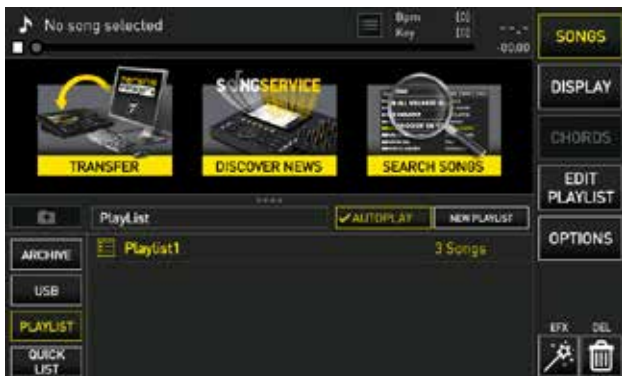 No song selected
Bpm [0]
Key [0]
--.-
-00.00
SONGS
DISPLAY
CHORDS
EDIT PLAYLIST
OPTIONS
TRANSFER
SONGSERVICE
DISCOVER NEWS
SEARCH SONGS
PlayList
✓AUTOPLAY
NEW PLAYLIST
ARCHIVE
USB
PLAYLIST
QUICK LIST
Playlist1
3 Songs
EFX
DEL